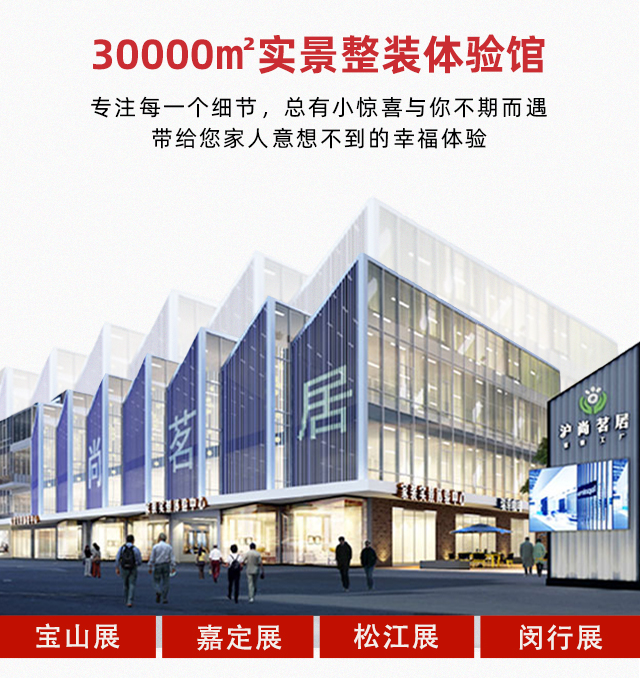 30000㎡实景整装体验馆
专注每一个细节，总有小惊喜与你不期而遇
带给您家人意想不到的幸福体验
尚
茗
居
沪尚茗居
宝山展
嘉定展
松江展
闵行展